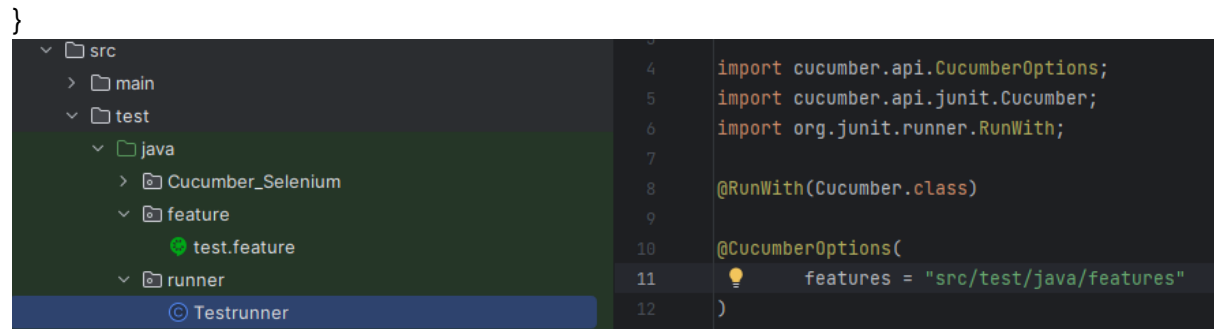 }
src
main
test
java
Cucumber_Selenium
feature
test.feature
runner
Testrunner
4 import cucumber.api.CucumberOptions;
5 import cucumber.api.junit.Cucumber;
6 import org.junit.runner.RunWith;
7
8 @RunWith(Cucumber.class)
9
10 @CucumberOptions(
11 features = "src/test/java/features"
12 )